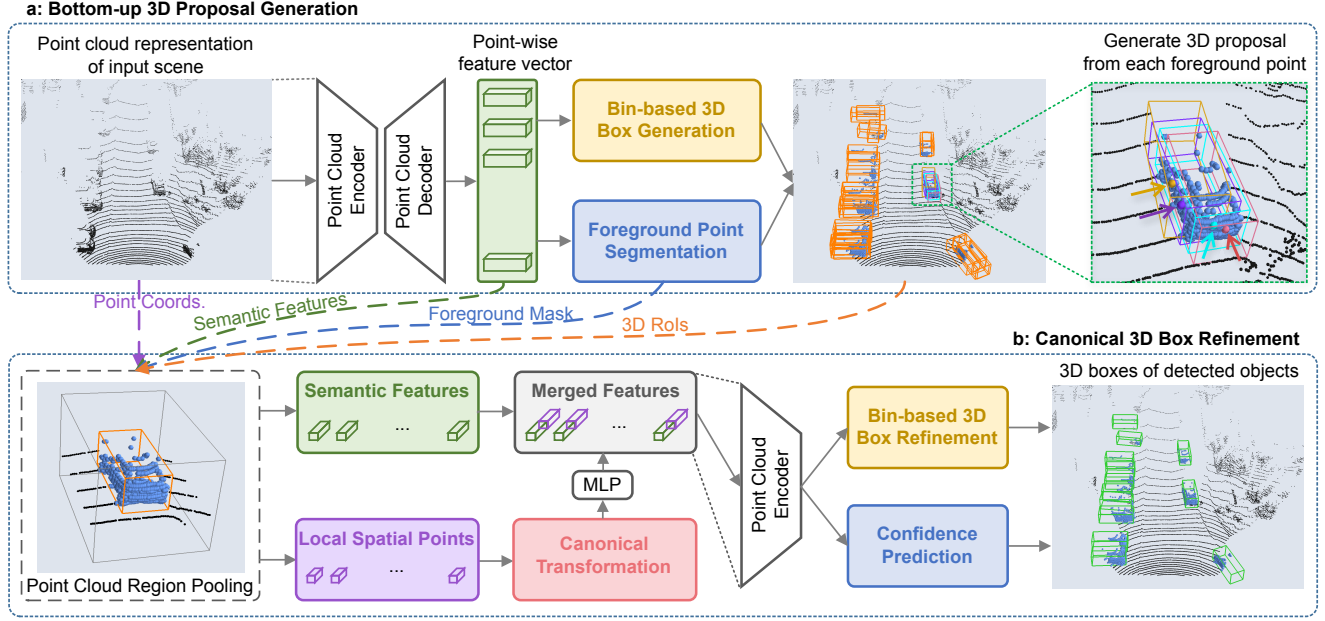 a: Bottom-up 3D Proposal Generation
Point cloud representation
of input scene
Point Cloud
Encoder
Point Cloud
Decoder
Point-wise
feature vector
Bin-based 3D
Box Generation
Foreground Point
Segmentation
Generate 3D proposal
from each foreground point
Point Coords.
Semantic Features
Foreground Mask
3D RoIs
b: Canonical 3D Box Refinement
Point Cloud Region Pooling
Semantic Features
...
Local Spatial Points
...
Merged Features
...
MLP
Canonical
Transformation
Point Cloud
Encoder
Bin-based 3D
Box Refinement
Confidence
Prediction
3D boxes of detected objects